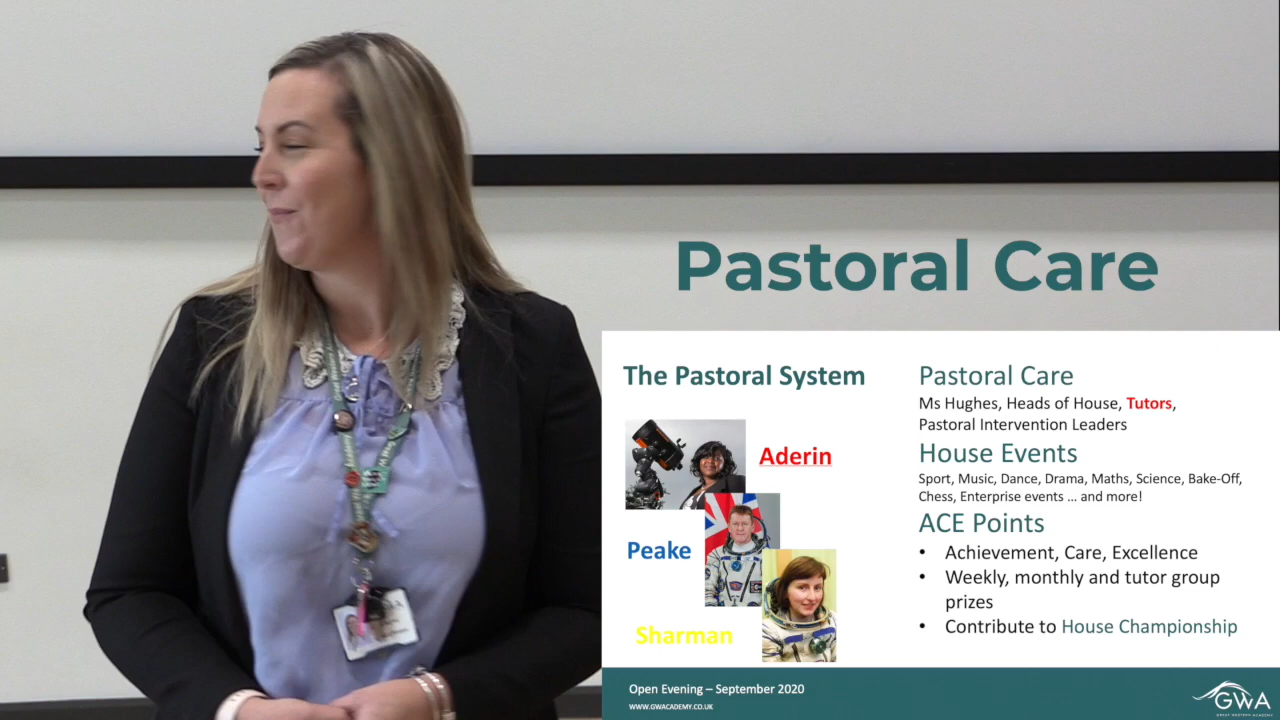 Pastoral Care
The Pastoral System
Aderin
Peake
Sharman
Pastoral Care
Ms Hughes, Heads of House, Tutors,
Pastoral Intervention Leaders
House Events
Sport, Music, Dance, Drama, Maths, Science, Bake-Off,
Chess, Enterprise events ... and more!
ACE Points
• Achievement, Care, Excellence
• Weekly, monthly and tutor group
prizes
• Contribute to House Championship
Open Evening – September 2020
WWW.GWACADEMY.CO.UK
GWA
GREAT WESTERN ACADEMY